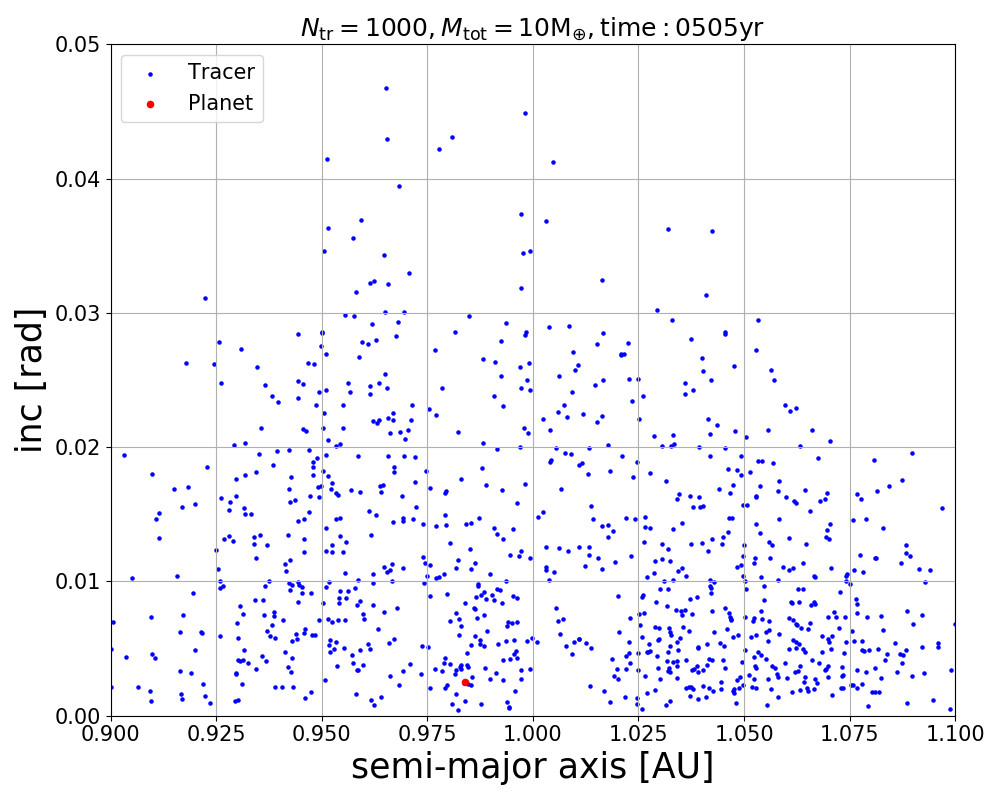 N_tr = 1000, M_tot = 10M_⊕, time : 0505yr
Tracer
Planet
0.05
0.04
0.03
0.02
0.01
0.00
inc [rad]
0.900 0.925 0.950 0.975 1.000 1.025 1.050 1.075 1.100
semi-major axis [AU]